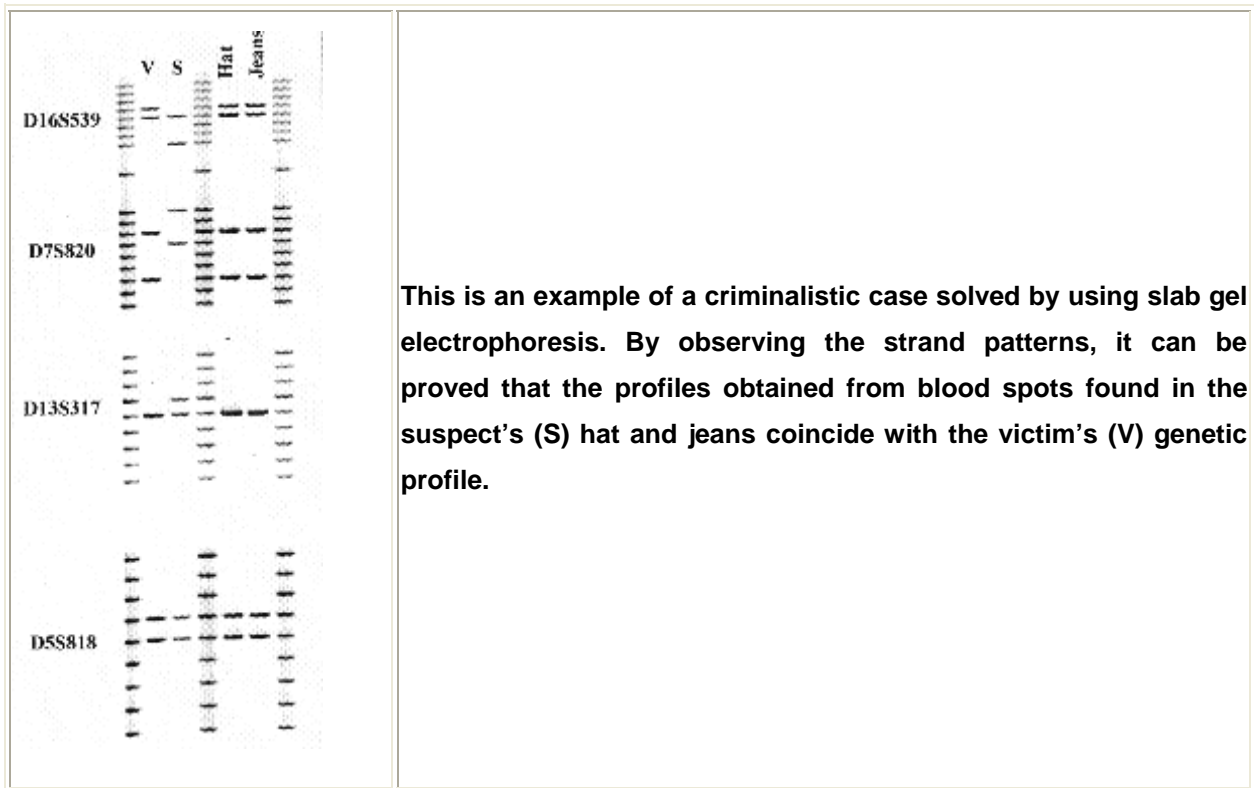 V S Hat Jeans
D16S539
D7S820
D13S317
D5S818
This is an example of a criminalistic case solved by using slab gel
electrophoresis. By observing the strand patterns, it can be
proved that the profiles obtained from blood spots found in the
suspect's (S) hat and jeans coincide with the victim's (V) genetic
profile.